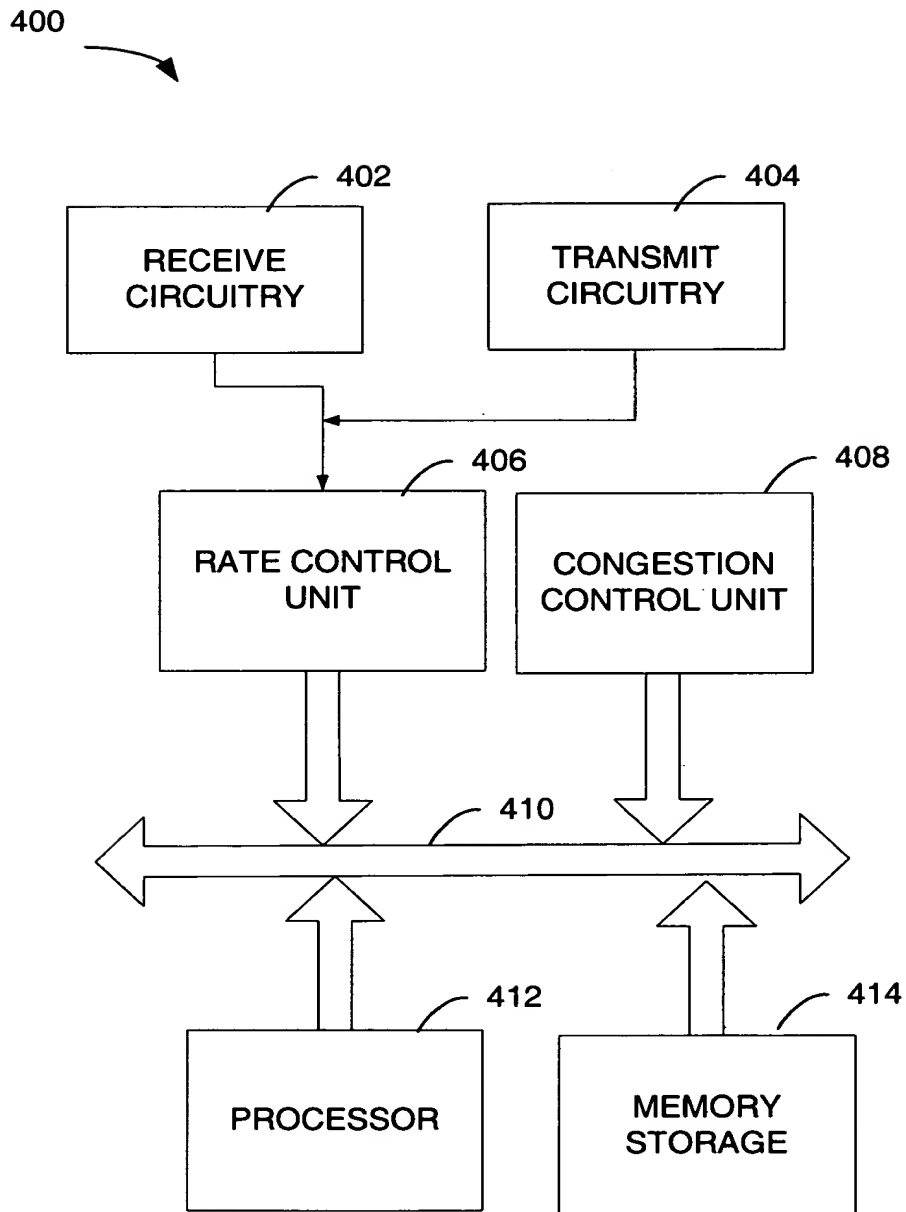 400
402
404
RECEIVE
CIRCUITRY
TRANSMIT
CIRCUITRY
406
408
RATE CONTROL
UNIT
CONGESTION
CONTROL UNIT
410
412
414
PROCESSOR
MEMORY
STORAGE